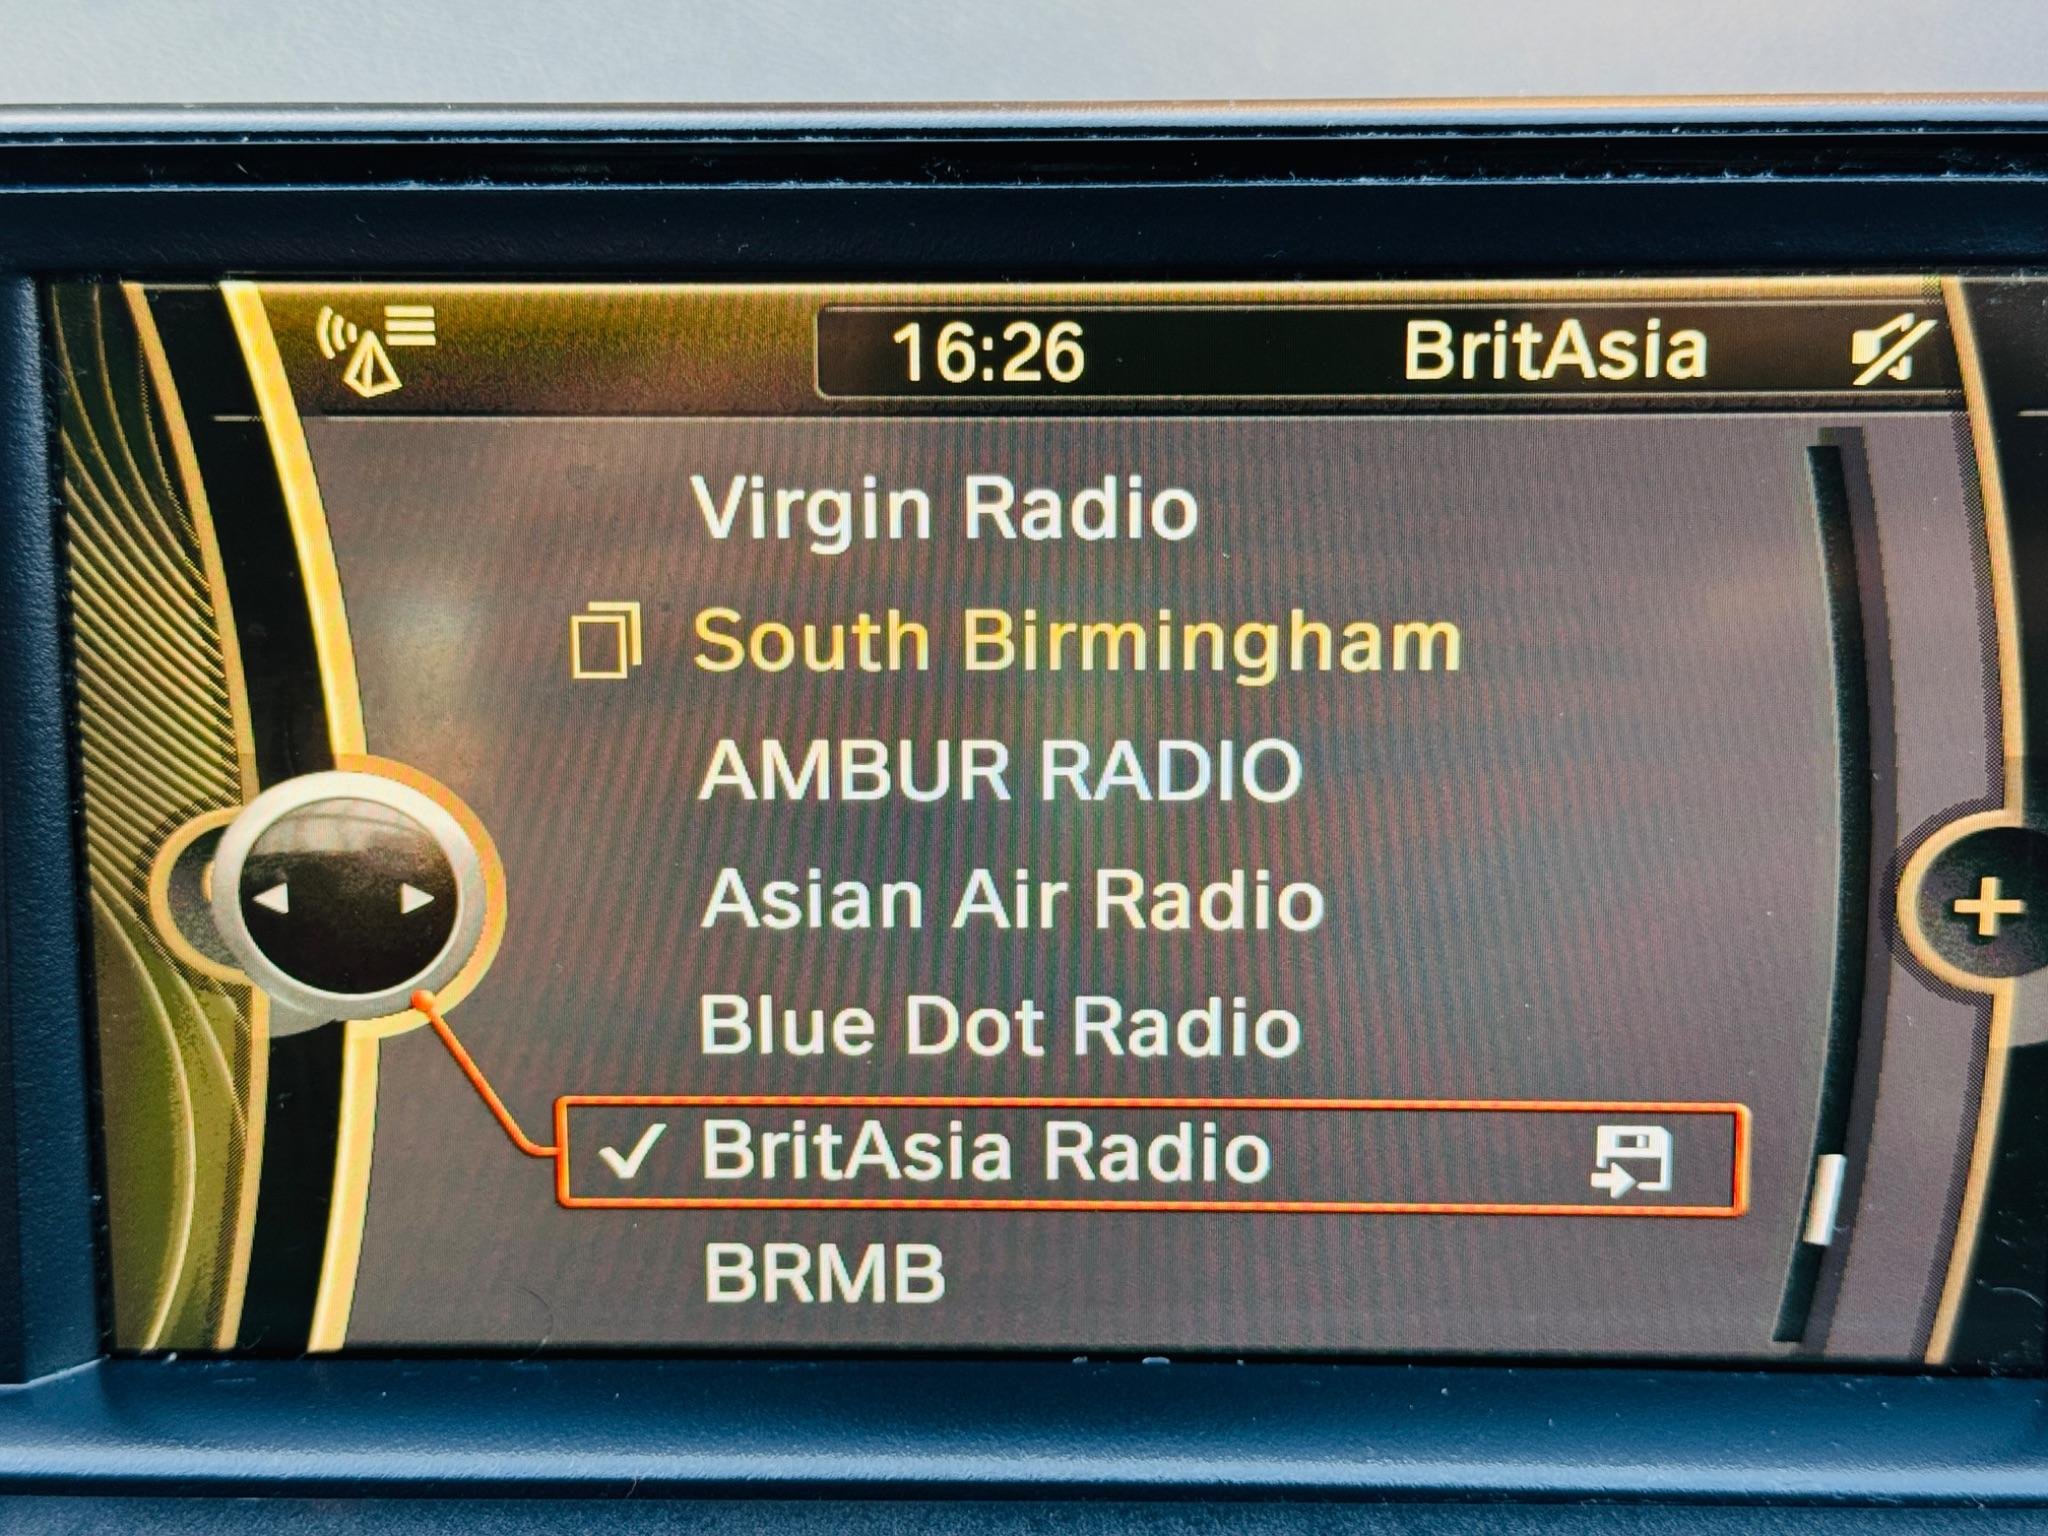 16:26 BritAsia
Virgin Radio
South Birmingham
AMBUR RADIO
Asian Air Radio
Blue Dot Radio
BritAsia Radio
BRMB